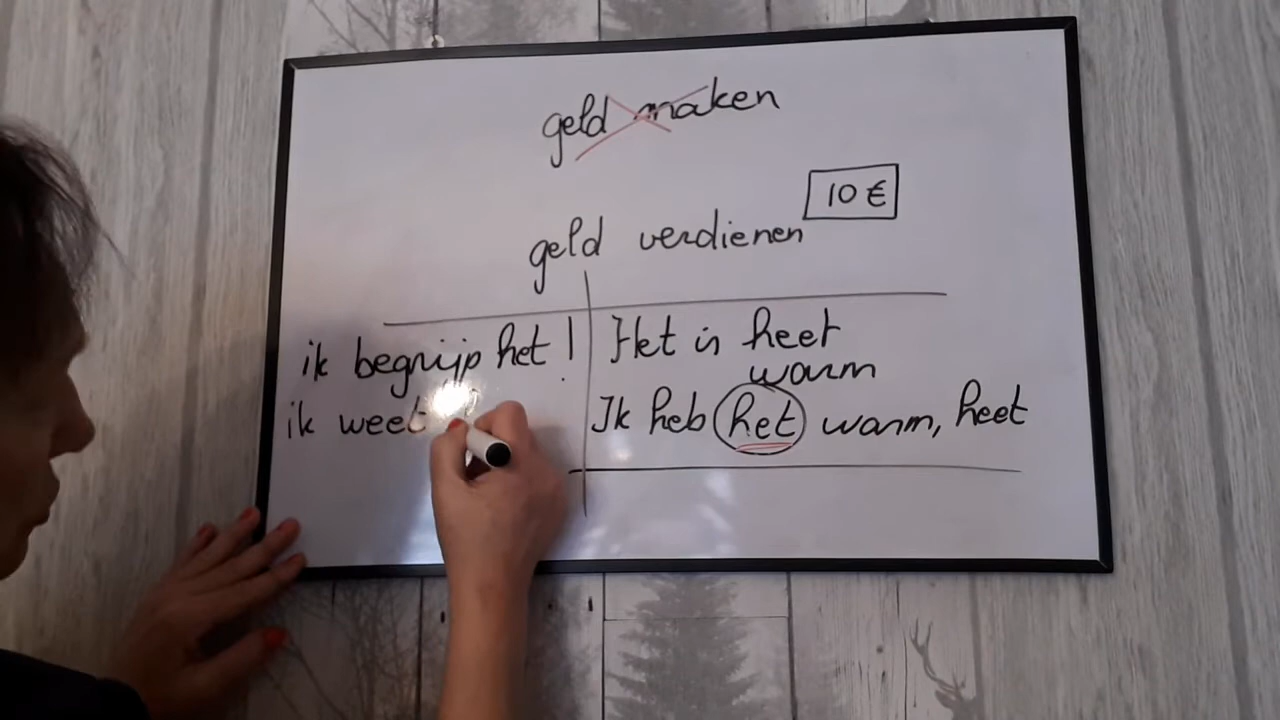 geld maken
10 €
geld verdienen
ik begrijp het !
ik weet
Het is heet
warm
Ik heb het warm, heet